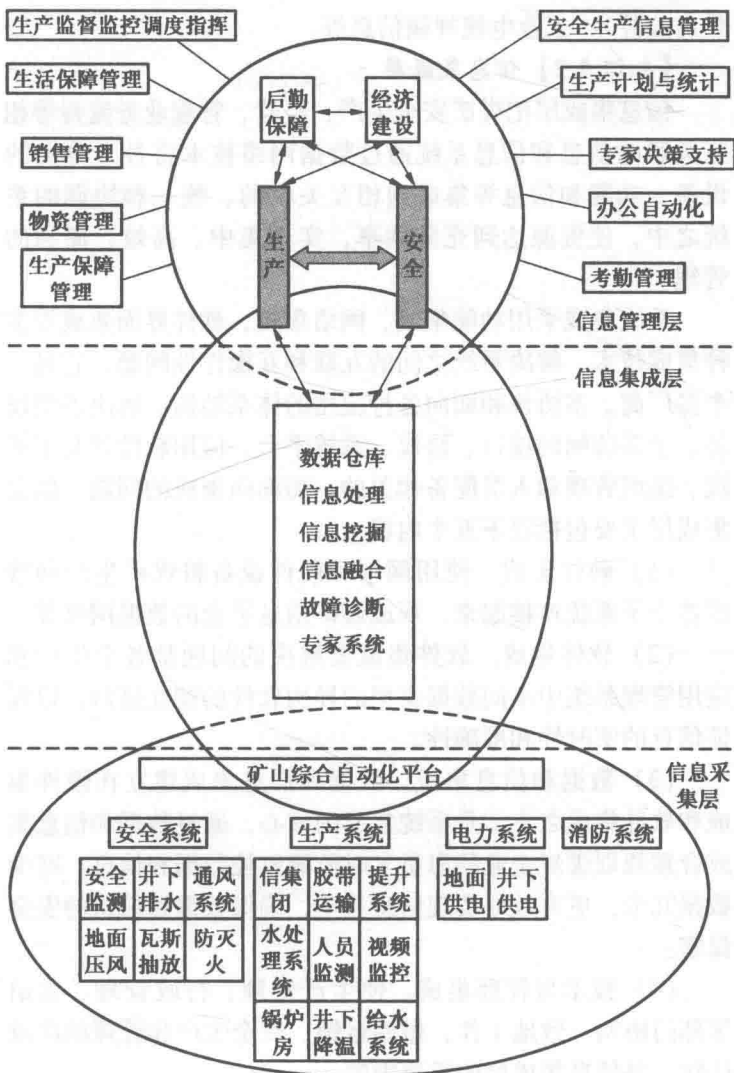 生产监督监控调度指挥
安全生产信息管理
生活保障管理
生产计划与统计
后勤
保障
经济
建设
销售管理
专家决策支持
物资管理
办公自动化
生产
安全
生产保障
管理
考勤管理
信息管理层
信息集成层
数据仓库
信息处理
信息挖掘
信息融合
故障诊断
专家系统
矿山综合自动化平台
信息采
集层
安全系统
生产系统
电力系统
消防系统
安全
监测
井下
排水
通风
系统
信集
闭
胶带
运输
提升
系统
地面
供电
井下
供电
地面
压风
瓦斯
抽放
防灭
火
水处
理系
统
人员
监测
视频
监控
锅炉
房
井下
降温
给水
系统